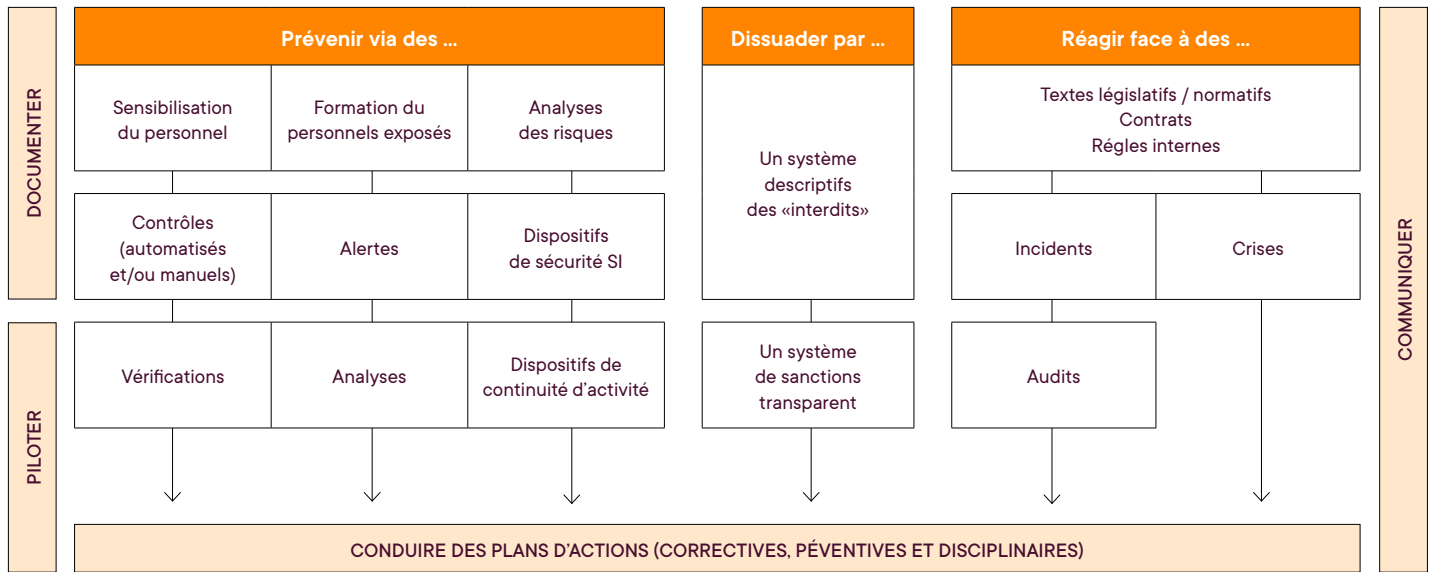 DOCUMENTER
PILOTER
Prévenir via des ...
Sensibilisation
du personnel
Formation du
personnels exposés
Analyses
des risques
Contrôles
(automatisés
et/ou manuels)
Alertes
Dispositifs
de sécurité SI
Vérifications
Analyses
Dispositifs de
continuité d’activité
Dissuader par ...
Un système
descriptifs
des «interdits»
Un système
de sanctions
transparent
Réagir face à des ...
Textes législatifs / normatifs
Contrats
Régles internes
Incidents
Crises
Audits
COMMUNIQUER
CONDUIRE DES PLANS D’ACTIONS (CORRECTIVES, PÉVENTIVES ET DISCIPLINAIRES)